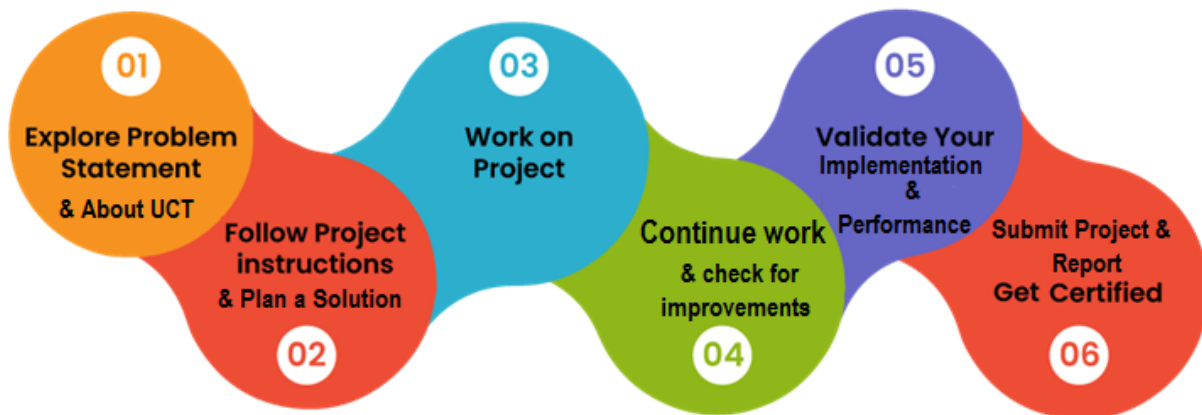 01
Explore Problem
Statement
& About UCT
Follow Project
instructions
& Plan a Solution
02
03
Work on
Project
Continue work
& check for
improvements
04
05
Validate Your
Implementation
&
Performance
Submit Project &
Report
Get Certified
06